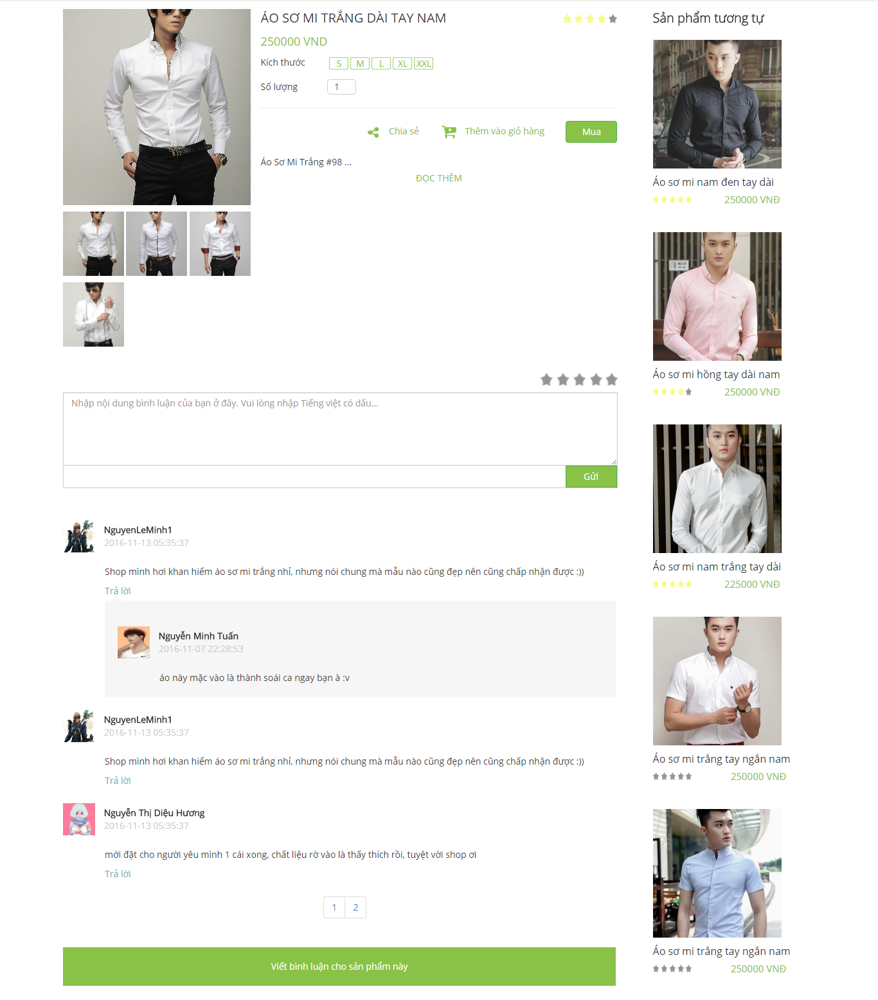 ÁO SƠ MI TRẮNG DÀI TAY NAM
250000 VND
Kích thước S M L XL XXL
Số lượng 1
Chia sẻ Thêm vào giỏ hàng Mua
Áo Sơ Mi Trắng #98 ...
ĐỌC THÊM
Nhập nội dung bình luận của bạn ở đây. Vui lòng nhập Tiếng việt có dấu...
Gửi
NguyenLeMinh1
2016-11-13 05:35:37
Shop mình hơi khan hiếm áo sơ mi trắng nhỉ, nhưng nói chung mà mẫu nào cũng đẹp nên cũng chấp nhận được :))
Trả lời
Nguyễn Minh Tuấn
2016-11-07 22:28:53
áo này mặc vào là thành soái ca ngay bạn à :v
NguyenLeMinh1
2016-11-13 05:35:37
Shop mình hơi khan hiếm áo sơ mi trắng nhỉ, nhưng nói chung mà mẫu nào cũng đẹp nên cũng chấp nhận được :))
Trả lời
Nguyễn Thị Diệu Hương
2016-11-13 05:35:37
mới đặt cho người yêu mình 1 cái xong, chất liệu rờ vào là thấy thích rồi, tuyệt vời shop ơi
Trả lời
1 2
Viết bình luận cho sản phẩm này
Sản phẩm tương tự
POINT
Áo sơ mi nam đen tay dài
250000 VNĐ
Áo sơ mi hồng tay dài nam
250000 VNĐ
Áo sơ mi nam trắng tay dài
225000 VNĐ
Áo sơ mi trắng tay ngắn nam
250000 VNĐ
Áo sơ mi trắng tay ngắn nam
250000 VNĐ